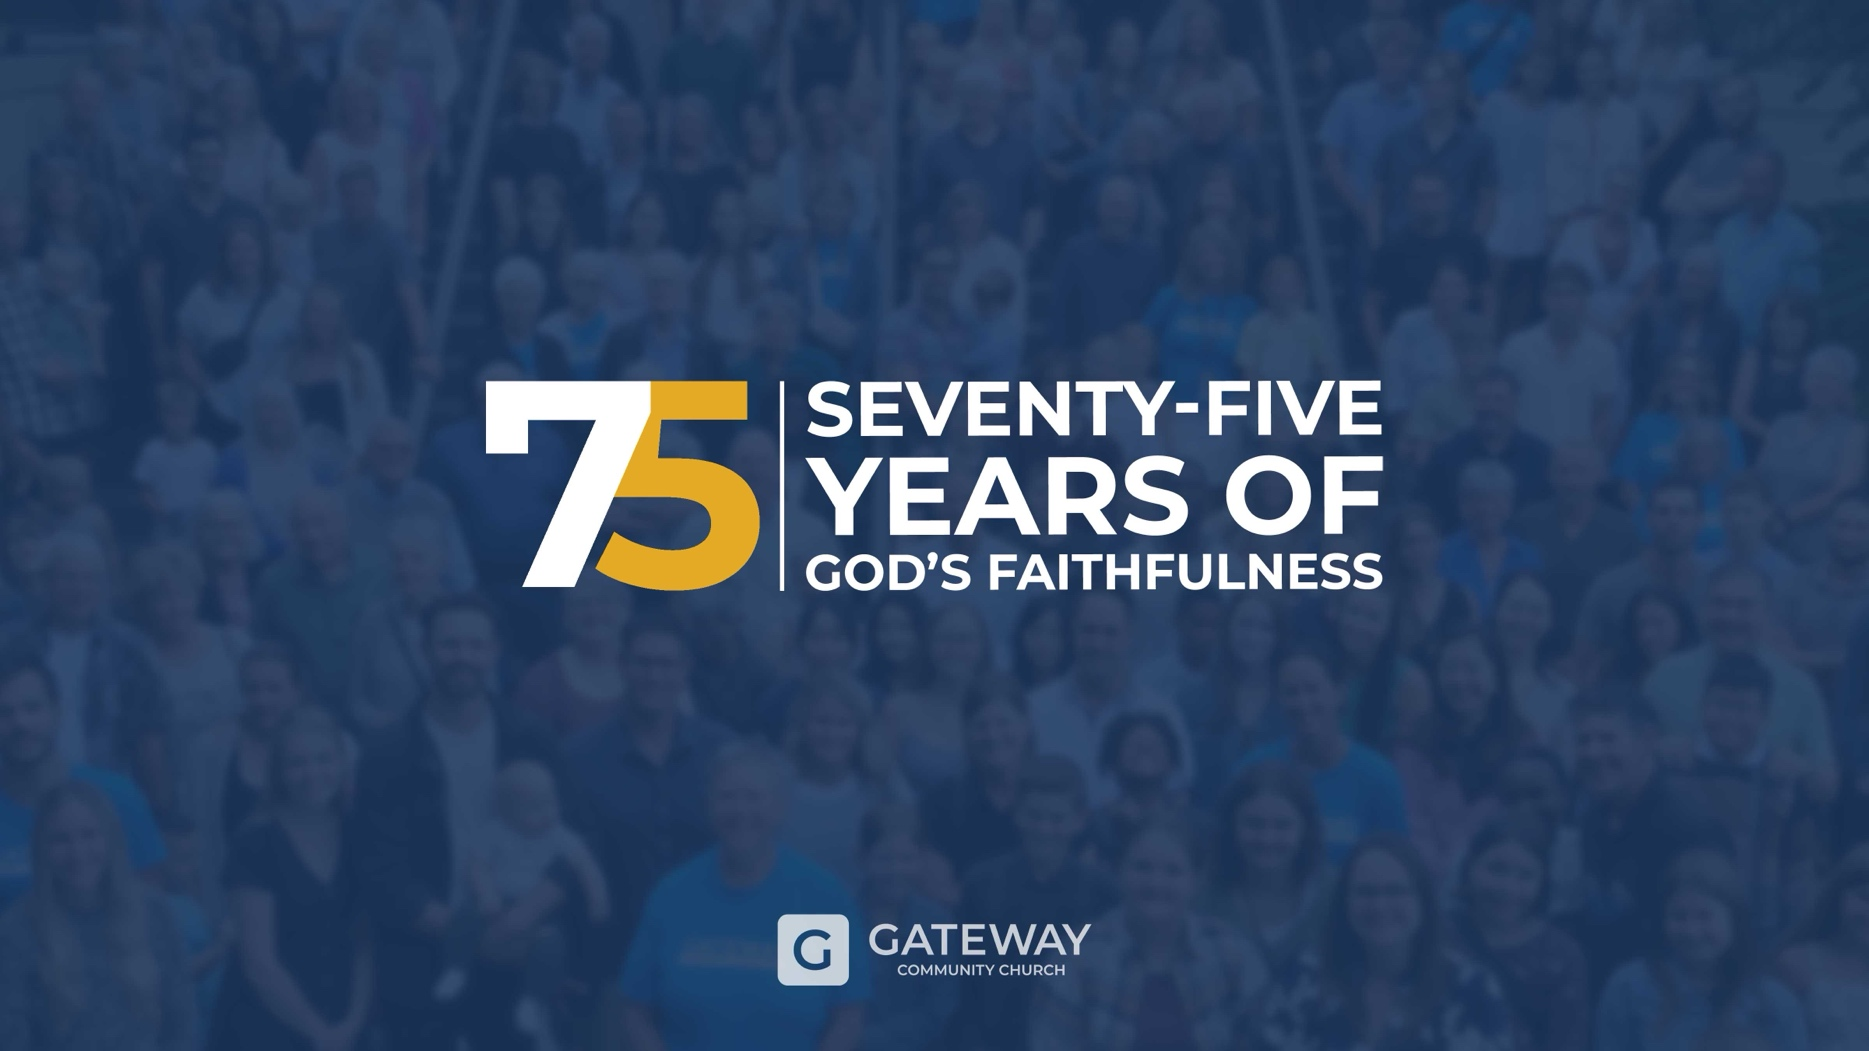 75
SEVENTY-FIVE
YEARS OF
GOD'S FAITHFULNESS
G
GATEWAY
COMMUNITY CHURCH